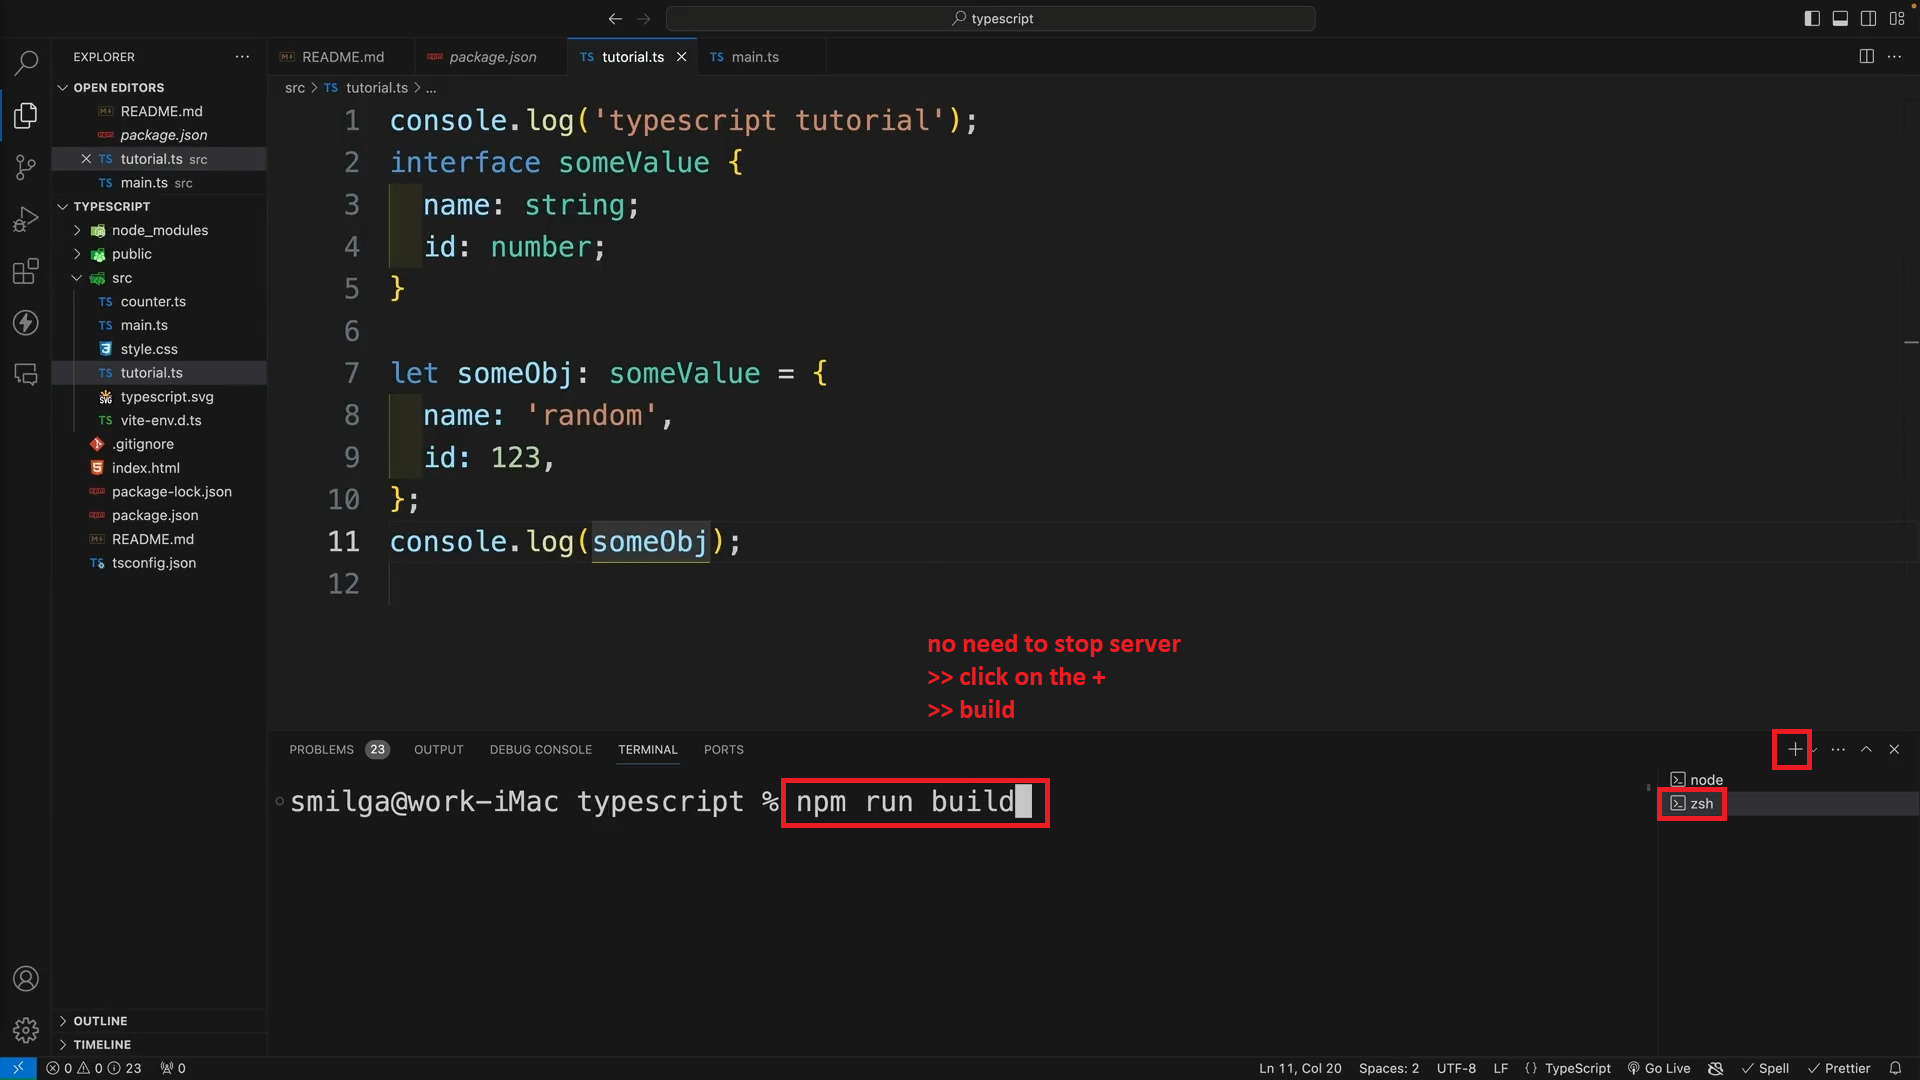 typescript
EXPLORER
OPEN EDITORS
README.md
package.json
tutorial.ts src
TS main.ts src
TYPESCRIPT
node_modules
public
src
TS counter.ts
TS main.ts
style.css
TS tutorial.ts
typescript.svg
TS vite-env.d.ts
.gitignore
index.html
package-lock.json
package.json
README.md
TS tsconfig.json
OUTLINE
TIMELINE
README.md
package.json
TS tutorial.ts
TS main.ts
src > TS tutorial.ts > ...
1 console.log('typescript tutorial');
2 interface someValue {
3 name: string;
4 id: number;
5 }
6
7 let someObj: someValue = {
8 name: 'random',
9 id: 123,
10 };
11 console.log(someObj);
12
no need to stop server
>> click on the +
>> build
PROBLEMS 23 OUTPUT DEBUG CONSOLE TERMINAL PORTS
smilga@work-iMac typescript % npm run build
node
zsh
0 0 23 0
Ln 11, Col 20 Spaces: 2 UTF-8 LF {} TypeScript Go Live Spell Prettier